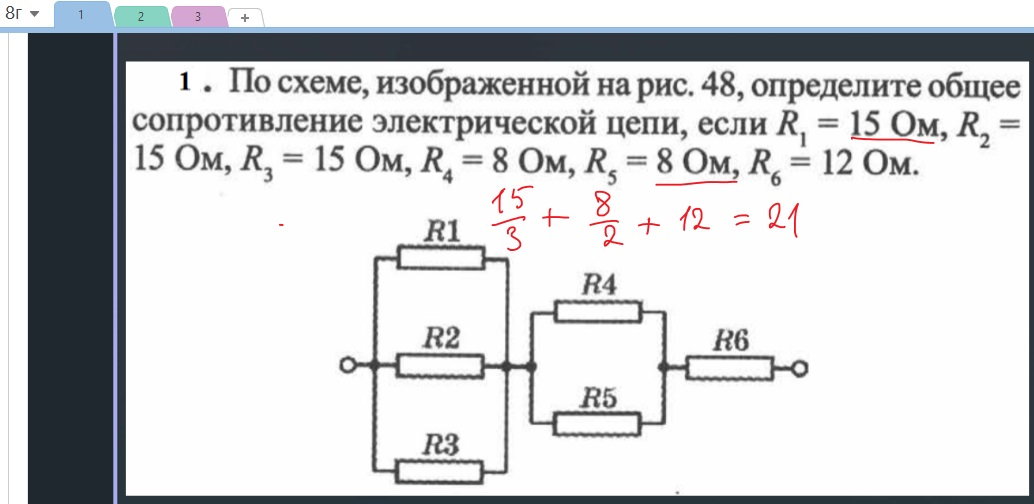 8г 1 2 3 +
1 . По схеме, изображенной на рис. 48, определите общее
сопротивление электрической цепи, если R₁ = 15 Ом, R₂ =
15 Ом, R₃ = 15 Ом, R₄ = 8 Ом, R₅ = 8 Ом, R₆ = 12 Ом.
15/3 + 8/2 + 12 = 21
R1
R4
R2
R6
R5
R3